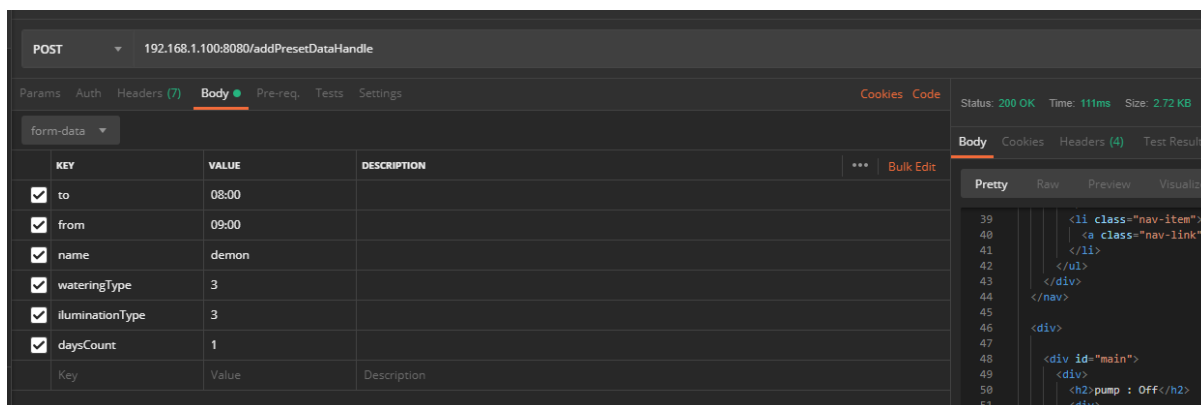 POST 192.168.1.100:8080/addPresetDataHandle
Params Auth Headers (7) Body Pre-req. Tests Settings Cookies Code
form-data
KEY VALUE DESCRIPTION ••• Bulk Edit
to 08:00
from 09:00
name demon
wateringType 3
iluminationType 3
daysCount 1
Key Value Description
Status: 200 OK Time: 111ms Size: 2.72 KB
Body Cookies Headers (4) Test Result
Pretty Raw Preview Visualiz
39 <li class="nav-item">
40 <a class="nav-link"
41 </li>
42 </ul>
43 </div>
44 </nav>
45
46 <div>
47
48 <div id="main">
49 <div>
50 <h2>pump : Off</h2>
51 <div>